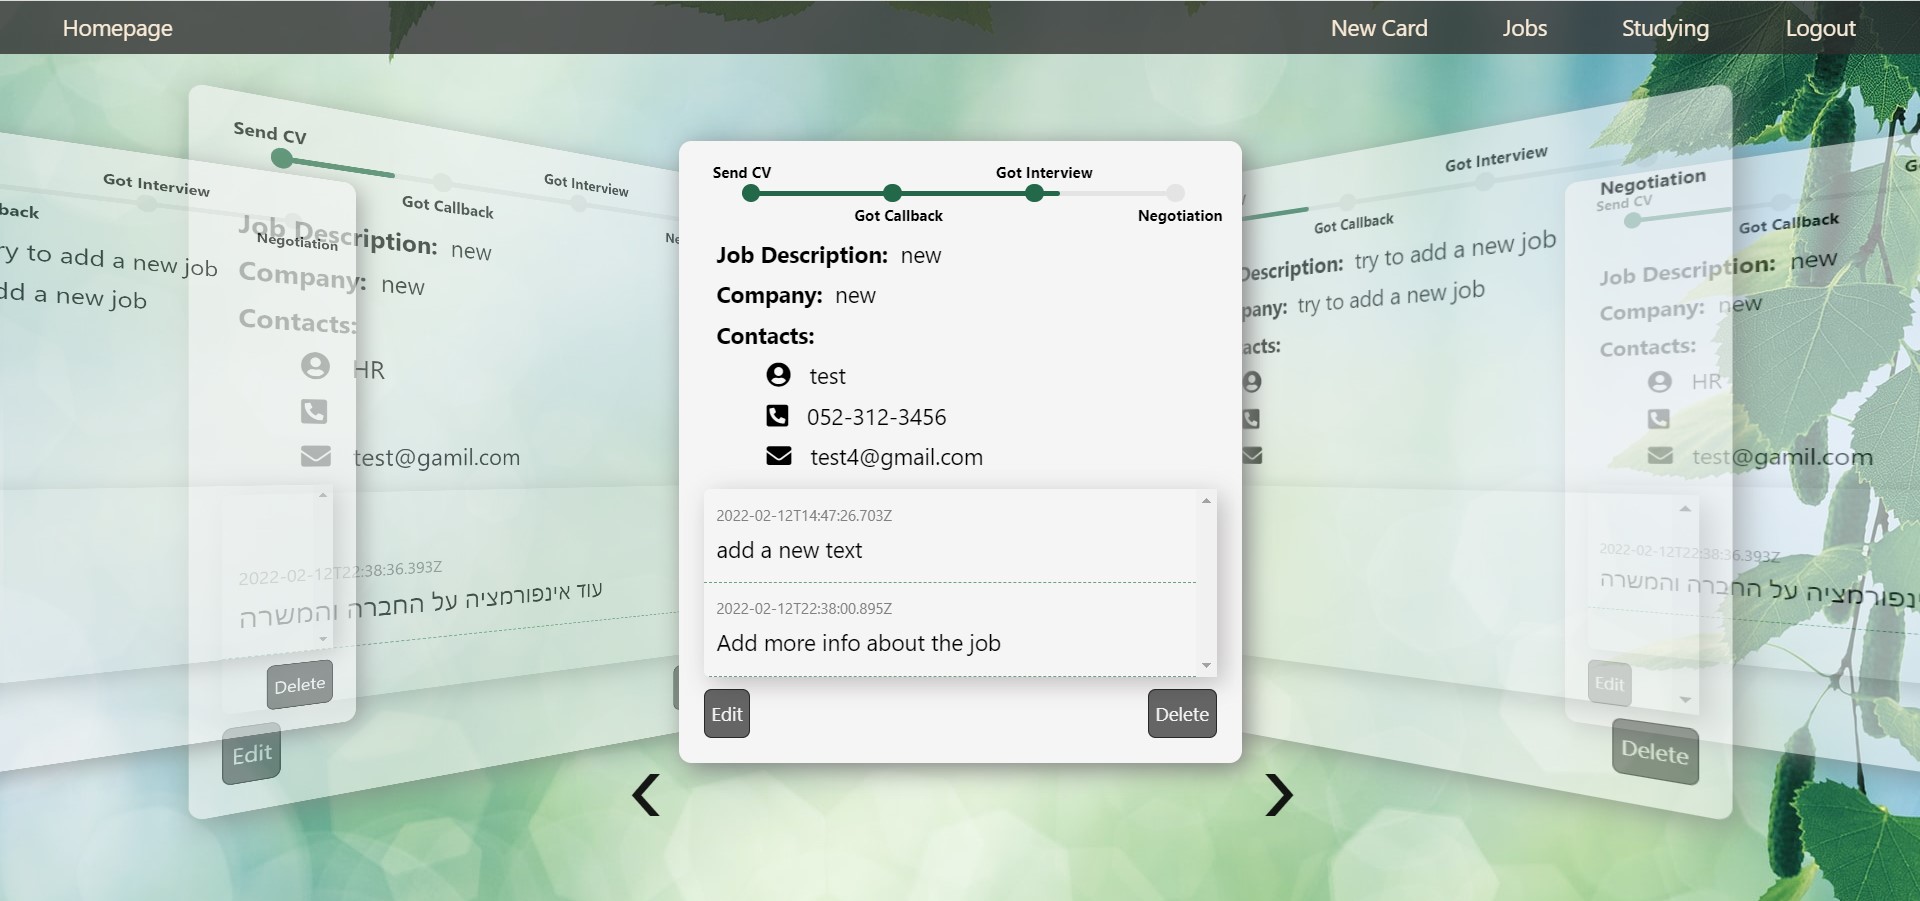 Homepage
New Card
Jobs
Studying
Logout
Got Interview
back
Negotiation
ry to add a new job
dd a new job
Delete
Send CV
Got Callback
Got Interview
Job Description: new
Company: new
Contacts:
HR
test@gamil.com
2022-02-12T22:38:36.393Z
עוד אינפורמציה על החברה והמשרה
Edit
Send CV
Got Callback
Got Interview
Negotiation
Job Description: new
Company: new
Contacts:
test
052-312-3456
test4@gmail.com
2022-02-12T14:47:26.703Z
add a new text
2022-02-12T22:38:00.895Z
Add more info about the job
Edit
Delete
Got Interview
Got Callback
Negotiation
Description: try to add a new job
pany: try to add a new job
acts:
Send CV
Got Callback
Job Description: new
Company: new
Contacts:
HR
test@gamil.com
2022-02-12T22:38:36.393Z
אינפורמציה על החברה והמשרה
Edit
Delete